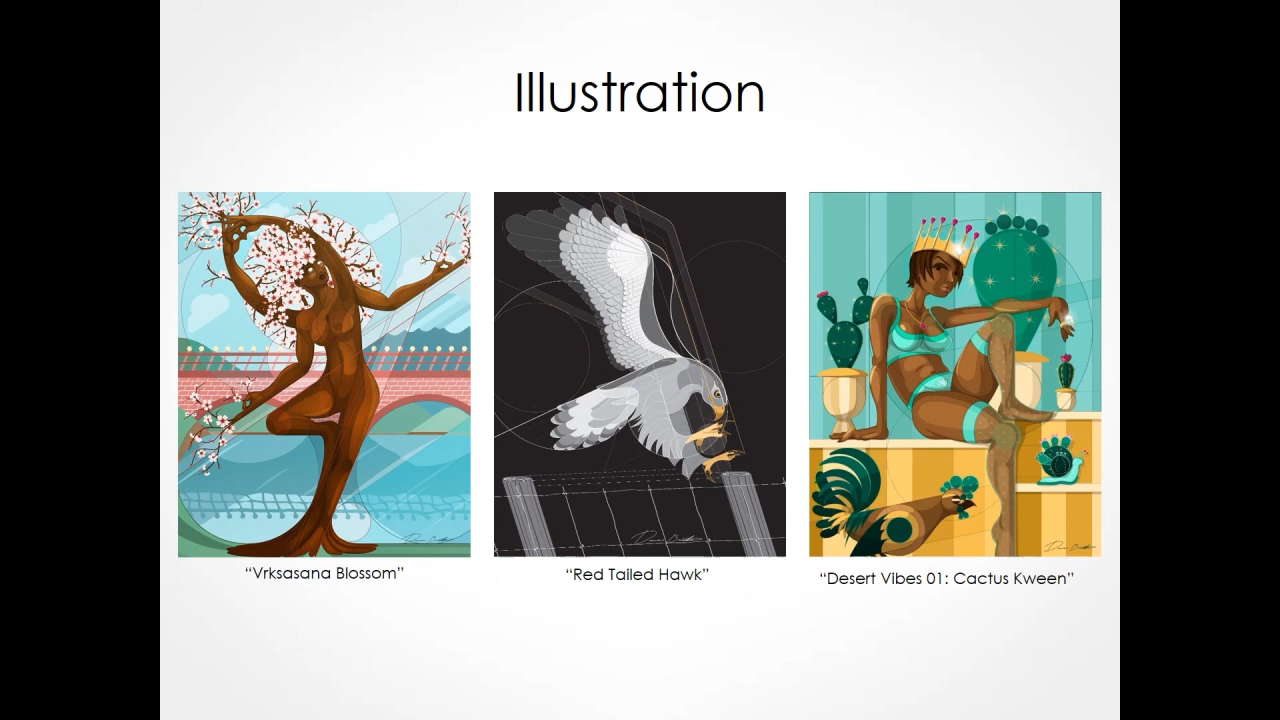 Illustration
“Vrksasana Blossom”
“Red Tailed Hawk”
“Desert Vibes 01: Cactus Kween”